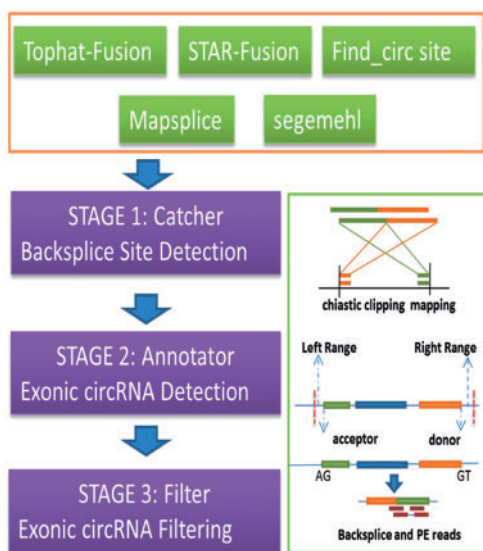 Tophat-Fusion
STAR-Fusion
Find_circ site
Mapsplice
segemehl
STAGE 1: Catcher
Backsplice Site Detection
STAGE 2: Annotator
Exonic circRNA Detection
STAGE 3: Filter
Exonic circRNA Filtering
chiastic clipping mapping
Left Range
Right Range
acceptor
donor
AG
GT
Backsplice and PE reads